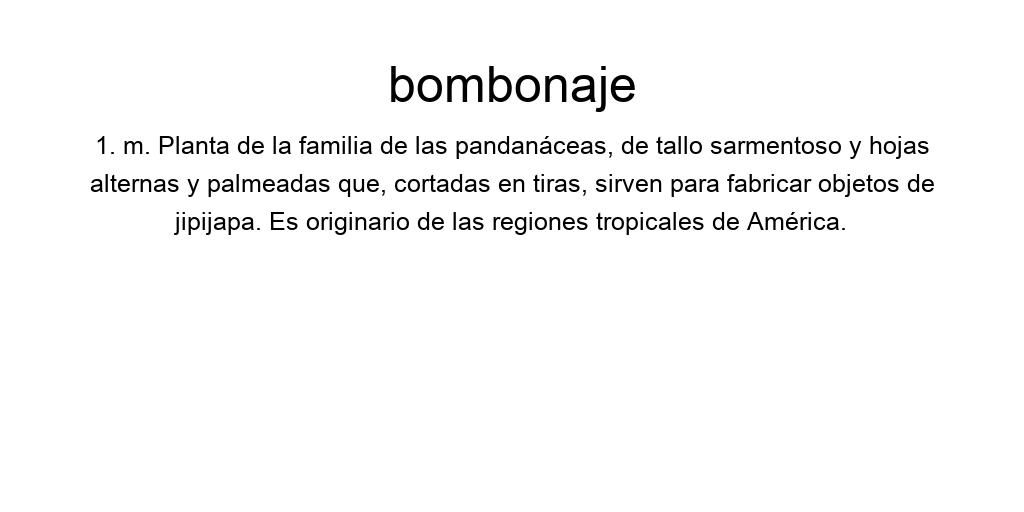 bombonaje
1. m. Planta de la familia de las pandanáceas, de tallo sarmentoso y hojas
alternas y palmeadas que, cortadas en tiras, sirven para fabricar objetos de
jipijapa. Es originario de las regiones tropicales de América.